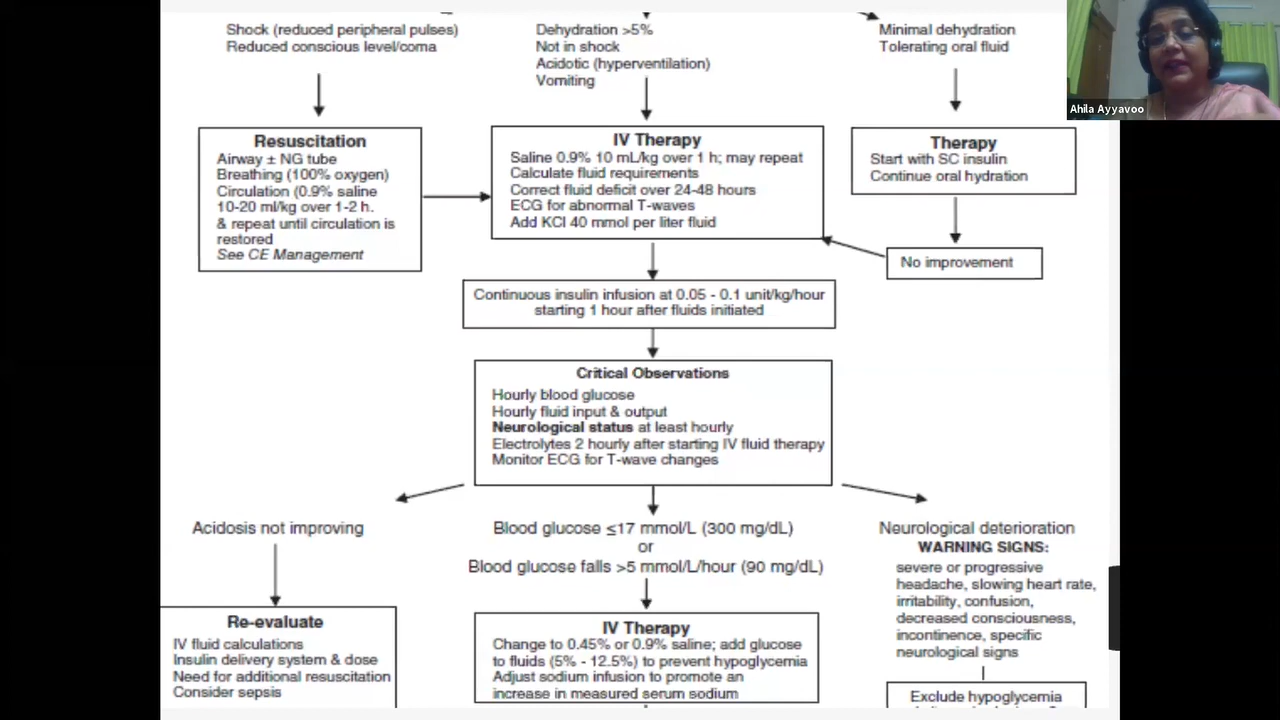 Shock (reduced peripheral pulses)
Reduced conscious level/coma
Dehydration >5%
Not in shock
Acidotic (hyperventilation)
Vomiting
Minimal dehydration
Tolerating oral fluid
Ahila Ayyavoo
Resuscitation
Airway ± NG tube
Breathing (100% oxygen)
Circulation (0.9% saline
10-20 ml/kg over 1-2 h.
& repeat until circulation is
restored
See CE Management
IV Therapy
Saline 0.9% 10 mL/kg over 1 h; may repeat
Calculate fluid requirements
Correct fluid deficit over 24-48 hours
ECG for abnormal T-waves
Add KCl 40 mmol per liter fluid
Therapy
Start with SC insulin
Continue oral hydration
No improvement
Continuous insulin infusion at 0.05 - 0.1 unit/kg/hour
starting 1 hour after fluids initiated
Critical Observations
Hourly blood glucose
Hourly fluid input & output
Neurological status at least hourly
Electrolytes 2 hourly after starting IV fluid therapy
Monitor ECG for T-wave changes
Acidosis not improving
Blood glucose ≤17 mmol/L (300 mg/dL)
or
Blood glucose falls >5 mmol/L/hour (90 mg/dL)
Neurological deterioration
WARNING SIGNS:
severe or progressive
headache, slowing heart rate,
irritability, confusion,
decreased consciousness,
incontinence, specific
neurological signs
Re-evaluate
IV fluid calculations
Insulin delivery system & dose
Need for additional resuscitation
Consider sepsis
IV Therapy
Change to 0.45% or 0.9% saline; add glucose
to fluids (5% - 12.5%) to prevent hypoglycemia
Adjust sodium infusion to promote an
increase in measured serum sodium
Exclude hypoglycemia